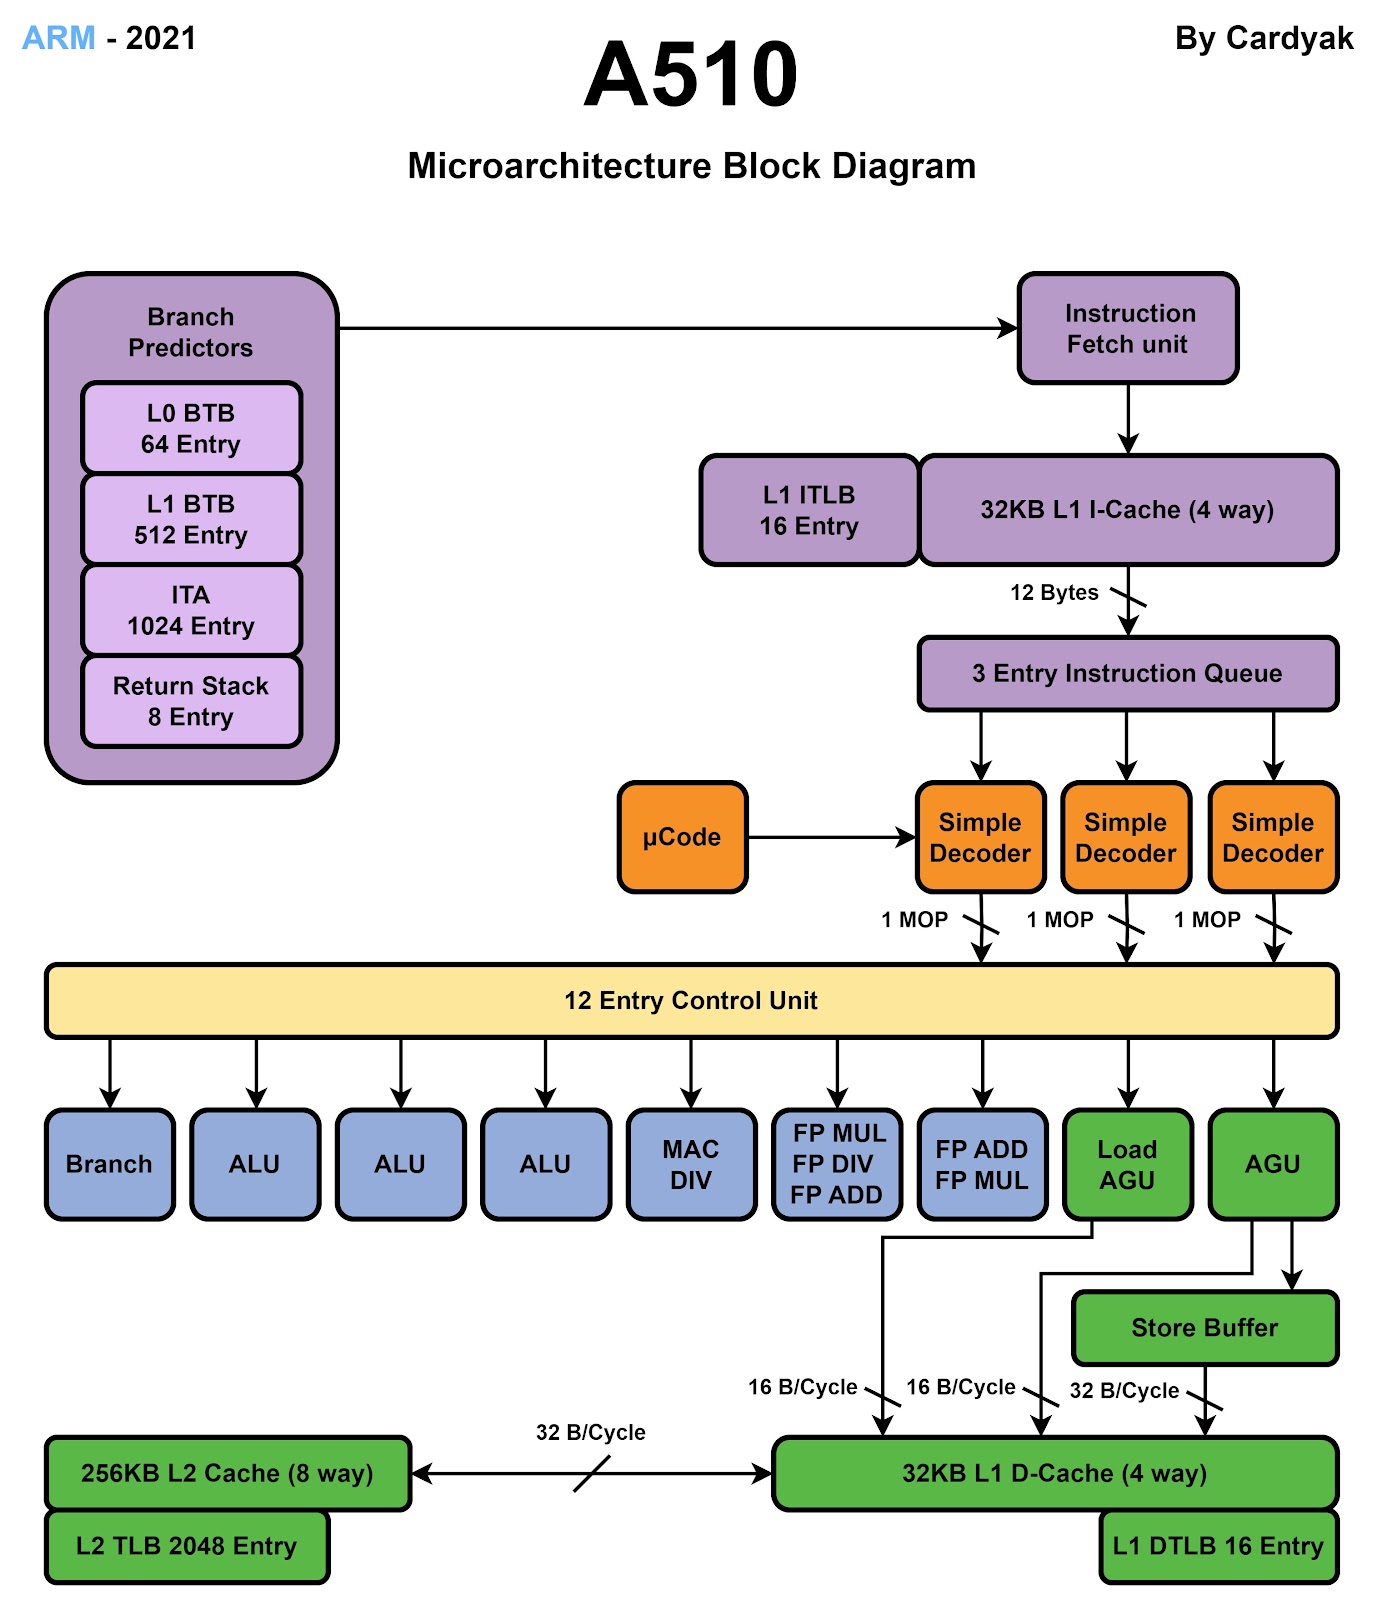 ARM - 2021
By Cardyak
A510
Microarchitecture Block Diagram
Branch
Predictors
L0 BTB
64 Entry
L1 BTB
512 Entry
ITA
1024 Entry
Return Stack
8 Entry
Instruction
Fetch unit
L1 ITLB
16 Entry
32KB L1 I-Cache (4 way)
12 Bytes
3 Entry Instruction Queue
µCode
Simple
Decoder
Simple
Decoder
Simple
Decoder
1 MOP
1 MOP
1 MOP
12 Entry Control Unit
Branch
ALU
ALU
ALU
MAC
DIV
FP MUL
FP DIV
FP ADD
FP ADD
FP MUL
Load
AGU
AGU
Store Buffer
16 B/Cycle
16 B/Cycle
32 B/Cycle
32 B/Cycle
256KB L2 Cache (8 way)
32KB L1 D-Cache (4 way)
L2 TLB 2048 Entry
L1 DTLB 16 Entry